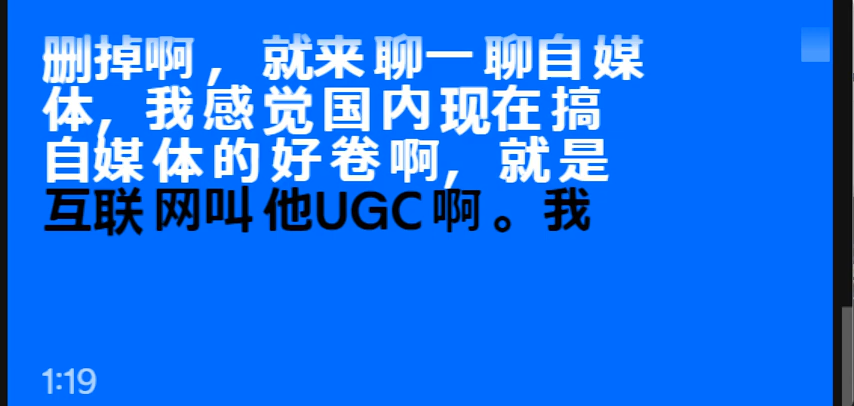 删掉啊，就来聊一聊自媒
体，我感觉国内现在搞
自媒体的好卷啊，就是
互联网叫他UGC啊。我
1:19